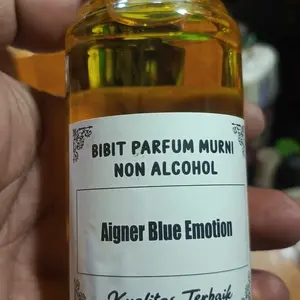 BIBIT PARFUM MURNI
NON ALCOHOL
Aigner Blue Emotion
Kualitas Terbaik